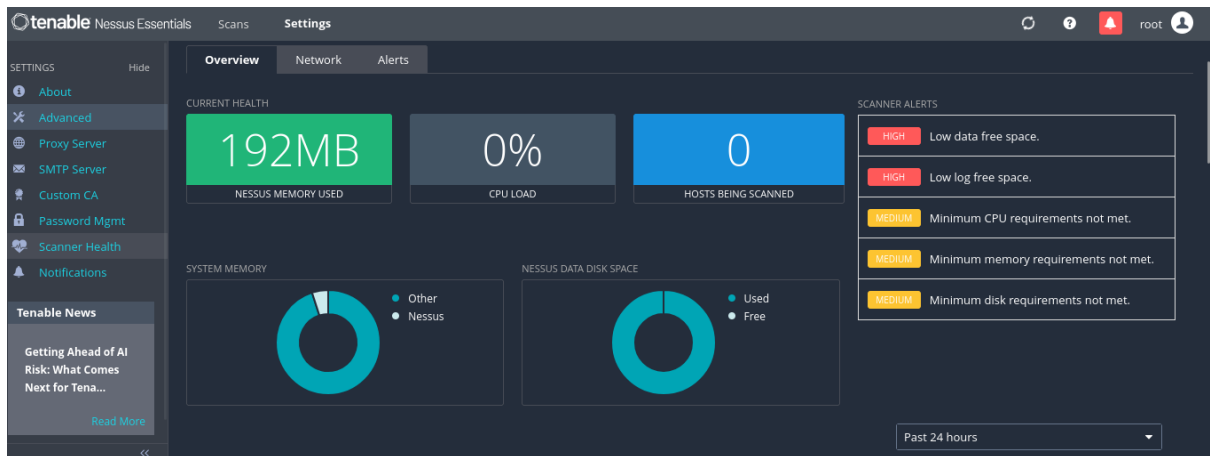 tenable Nessus Essentials
Scans
Settings
root
SETTINGS
Hide
About
Advanced
Proxy Server
SMTP Server
Custom CA
Password Mgmt
Scanner Health
Notifications
Tenable News
Getting Ahead of AI
Risk: What Comes
Next for Tena...
Read More
Overview
Network
Alerts
CURRENT HEALTH
192MB
NESSUS MEMORY USED
0%
CPU LOAD
0
HOSTS BEING SCANNED
SYSTEM MEMORY
Other
Nessus
NESSUS DATA DISK SPACE
Used
Free
SCANNER ALERTS
HIGH Low data free space.
HIGH Low log free space.
MEDIUM Minimum CPU requirements not met.
MEDIUM Minimum memory requirements not met.
MEDIUM Minimum disk requirements not met.
Past 24 hours